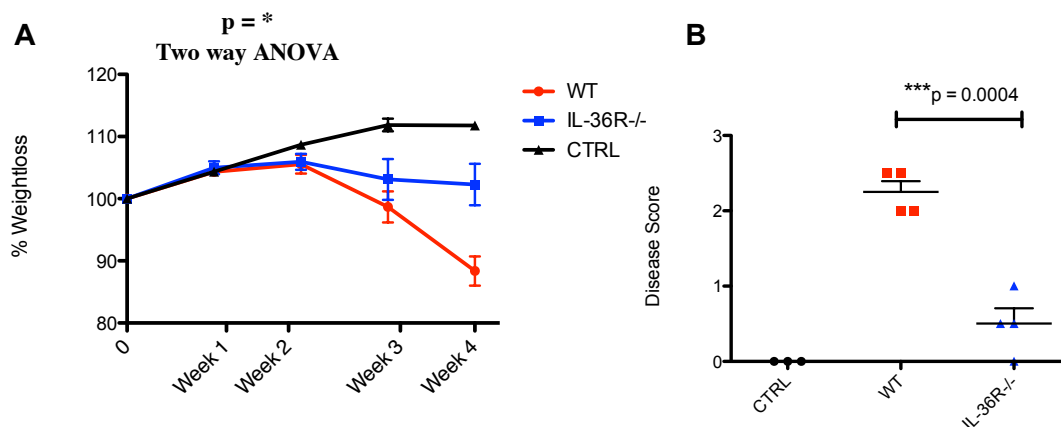 A
p = *
Two way ANOVA
% Weightloss
120
110
100
90
80
0
Week 1
Week 2
Week 3
Week 4
WT
IL-36R-/-
CTRL
B
***p = 0.0004
Disease Score
3
2
1
0
CTRL
WT
IL-36R-/-